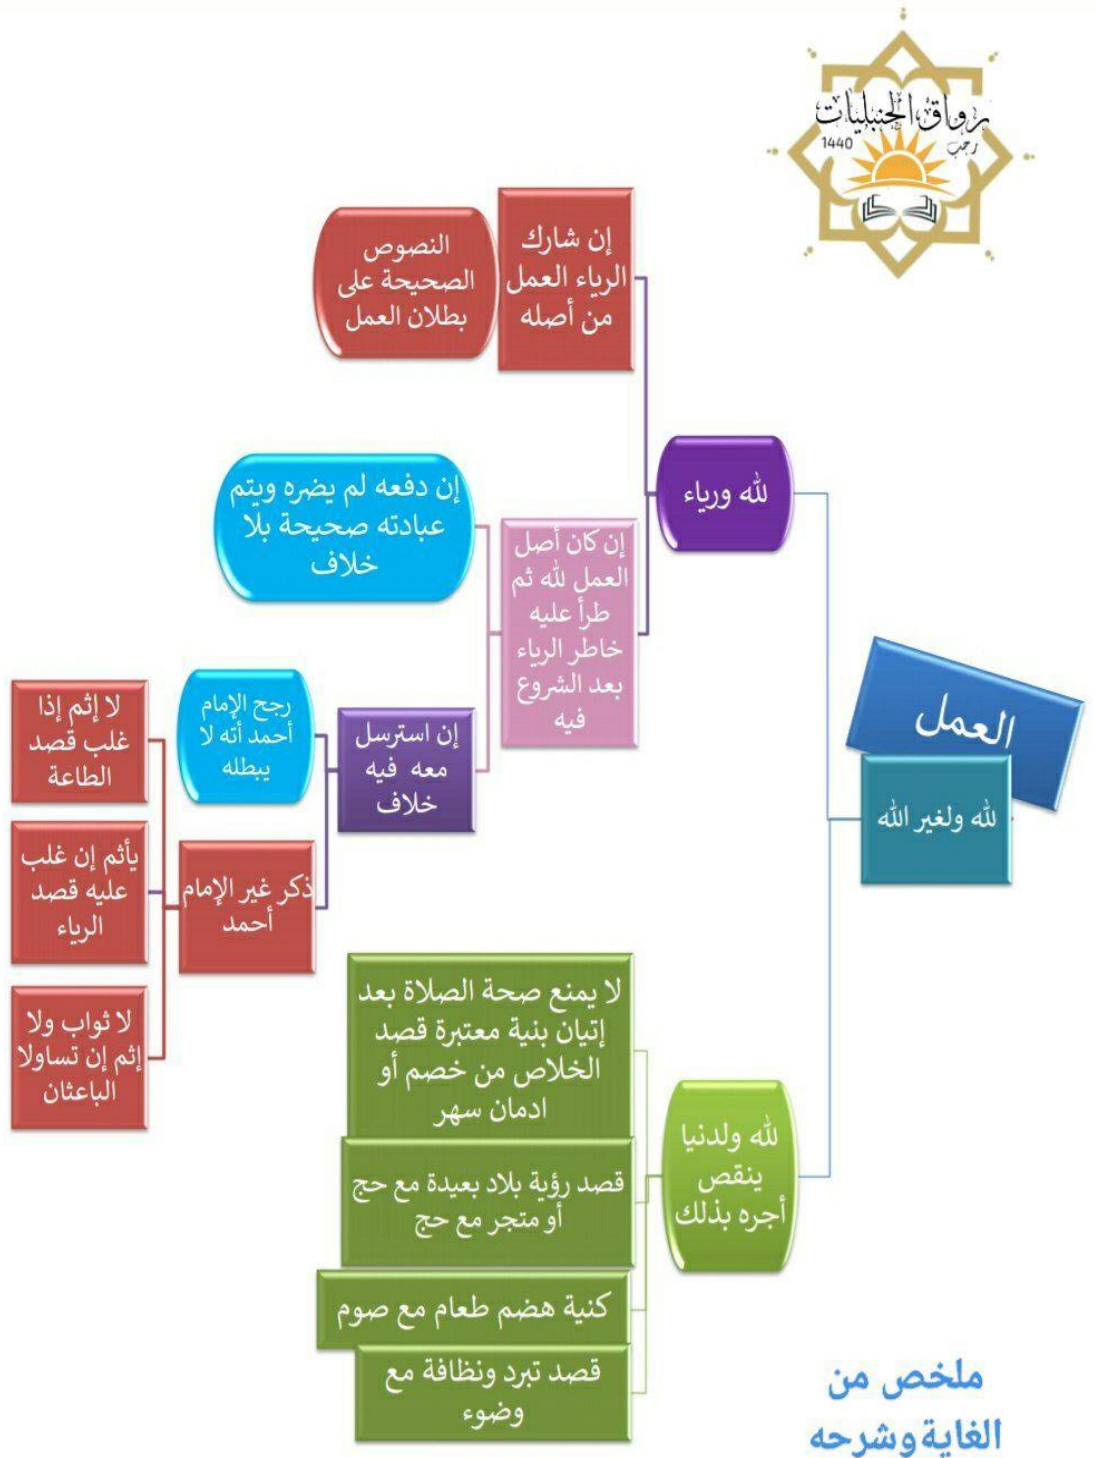 رواق الحنبليات
رجب
1440
العمل
لله ولغير الله
لله ورياء
إن شارك
الرياء العمل
من أصله
النصوص
الصحيحة على
بطلان العمل
إن كان أصل
العمل لله ثم
طرأ عليه
خاطر الرياء
بعد الشروع
فيه
إن دفعه لم يضره ويتم
عبادته صحيحة بلا
خلاف
إن استرسل
معه فيه
خلاف
رجح الإمام
أحمد أنه لا
يبطله
ذكر غير الإمام
أحمد
لا إثم إذا
غلب قصد
الطاعة
يأثم إن غلب
عليه قصد
الرياء
لا ثواب ولا
إثم إن تساولا
الباعثان
لله ولدنيا
ينقص
أجره بذلك
لا يمنع صحة الصلاة بعد
إتيان بنية معتبرة قصد
الخلاص من خصم أو
ادمان سهر
قصد رؤية بلاد بعيدة مع حج
أو متجر مع حج
كنية هضم طعام مع صوم
قصد تبرد ونظافة مع
وضوء
ملخص من
الغاية وشرحه